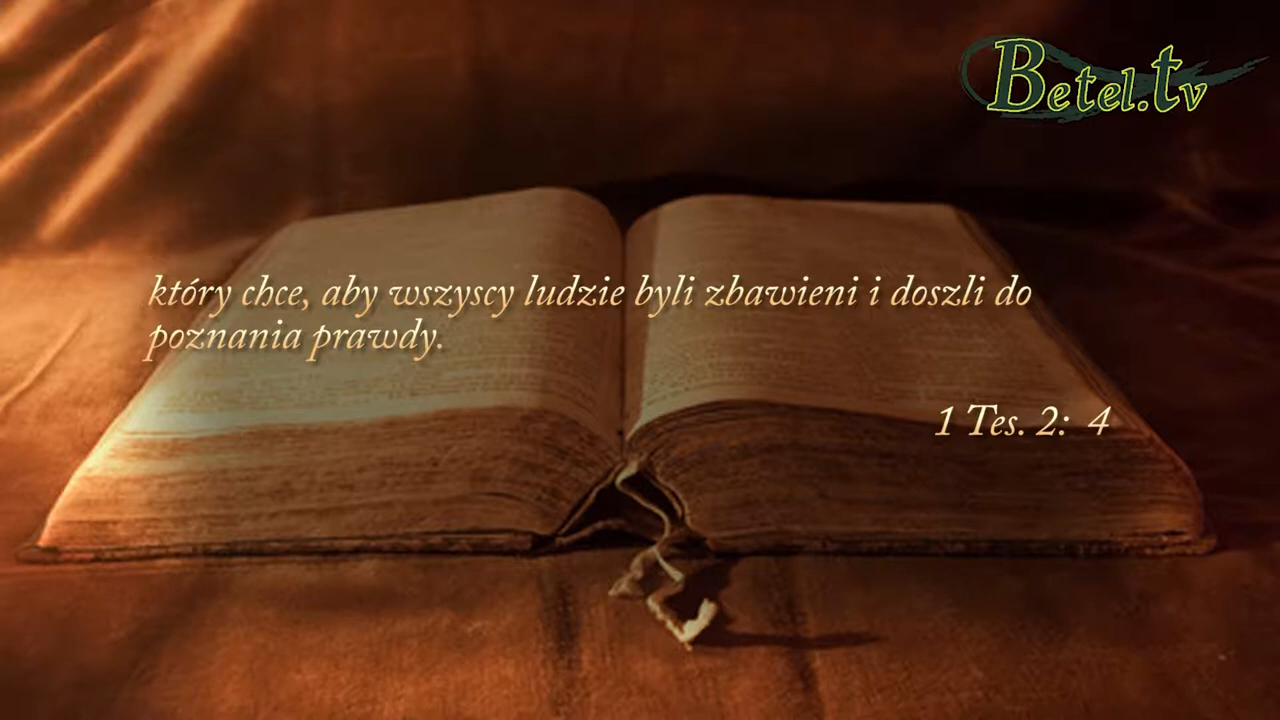 Betel.tv
który chce, aby wszyscy ludzie byli zbawieni i doszli do
poznania prawdy.
1 Tes. 2: 4